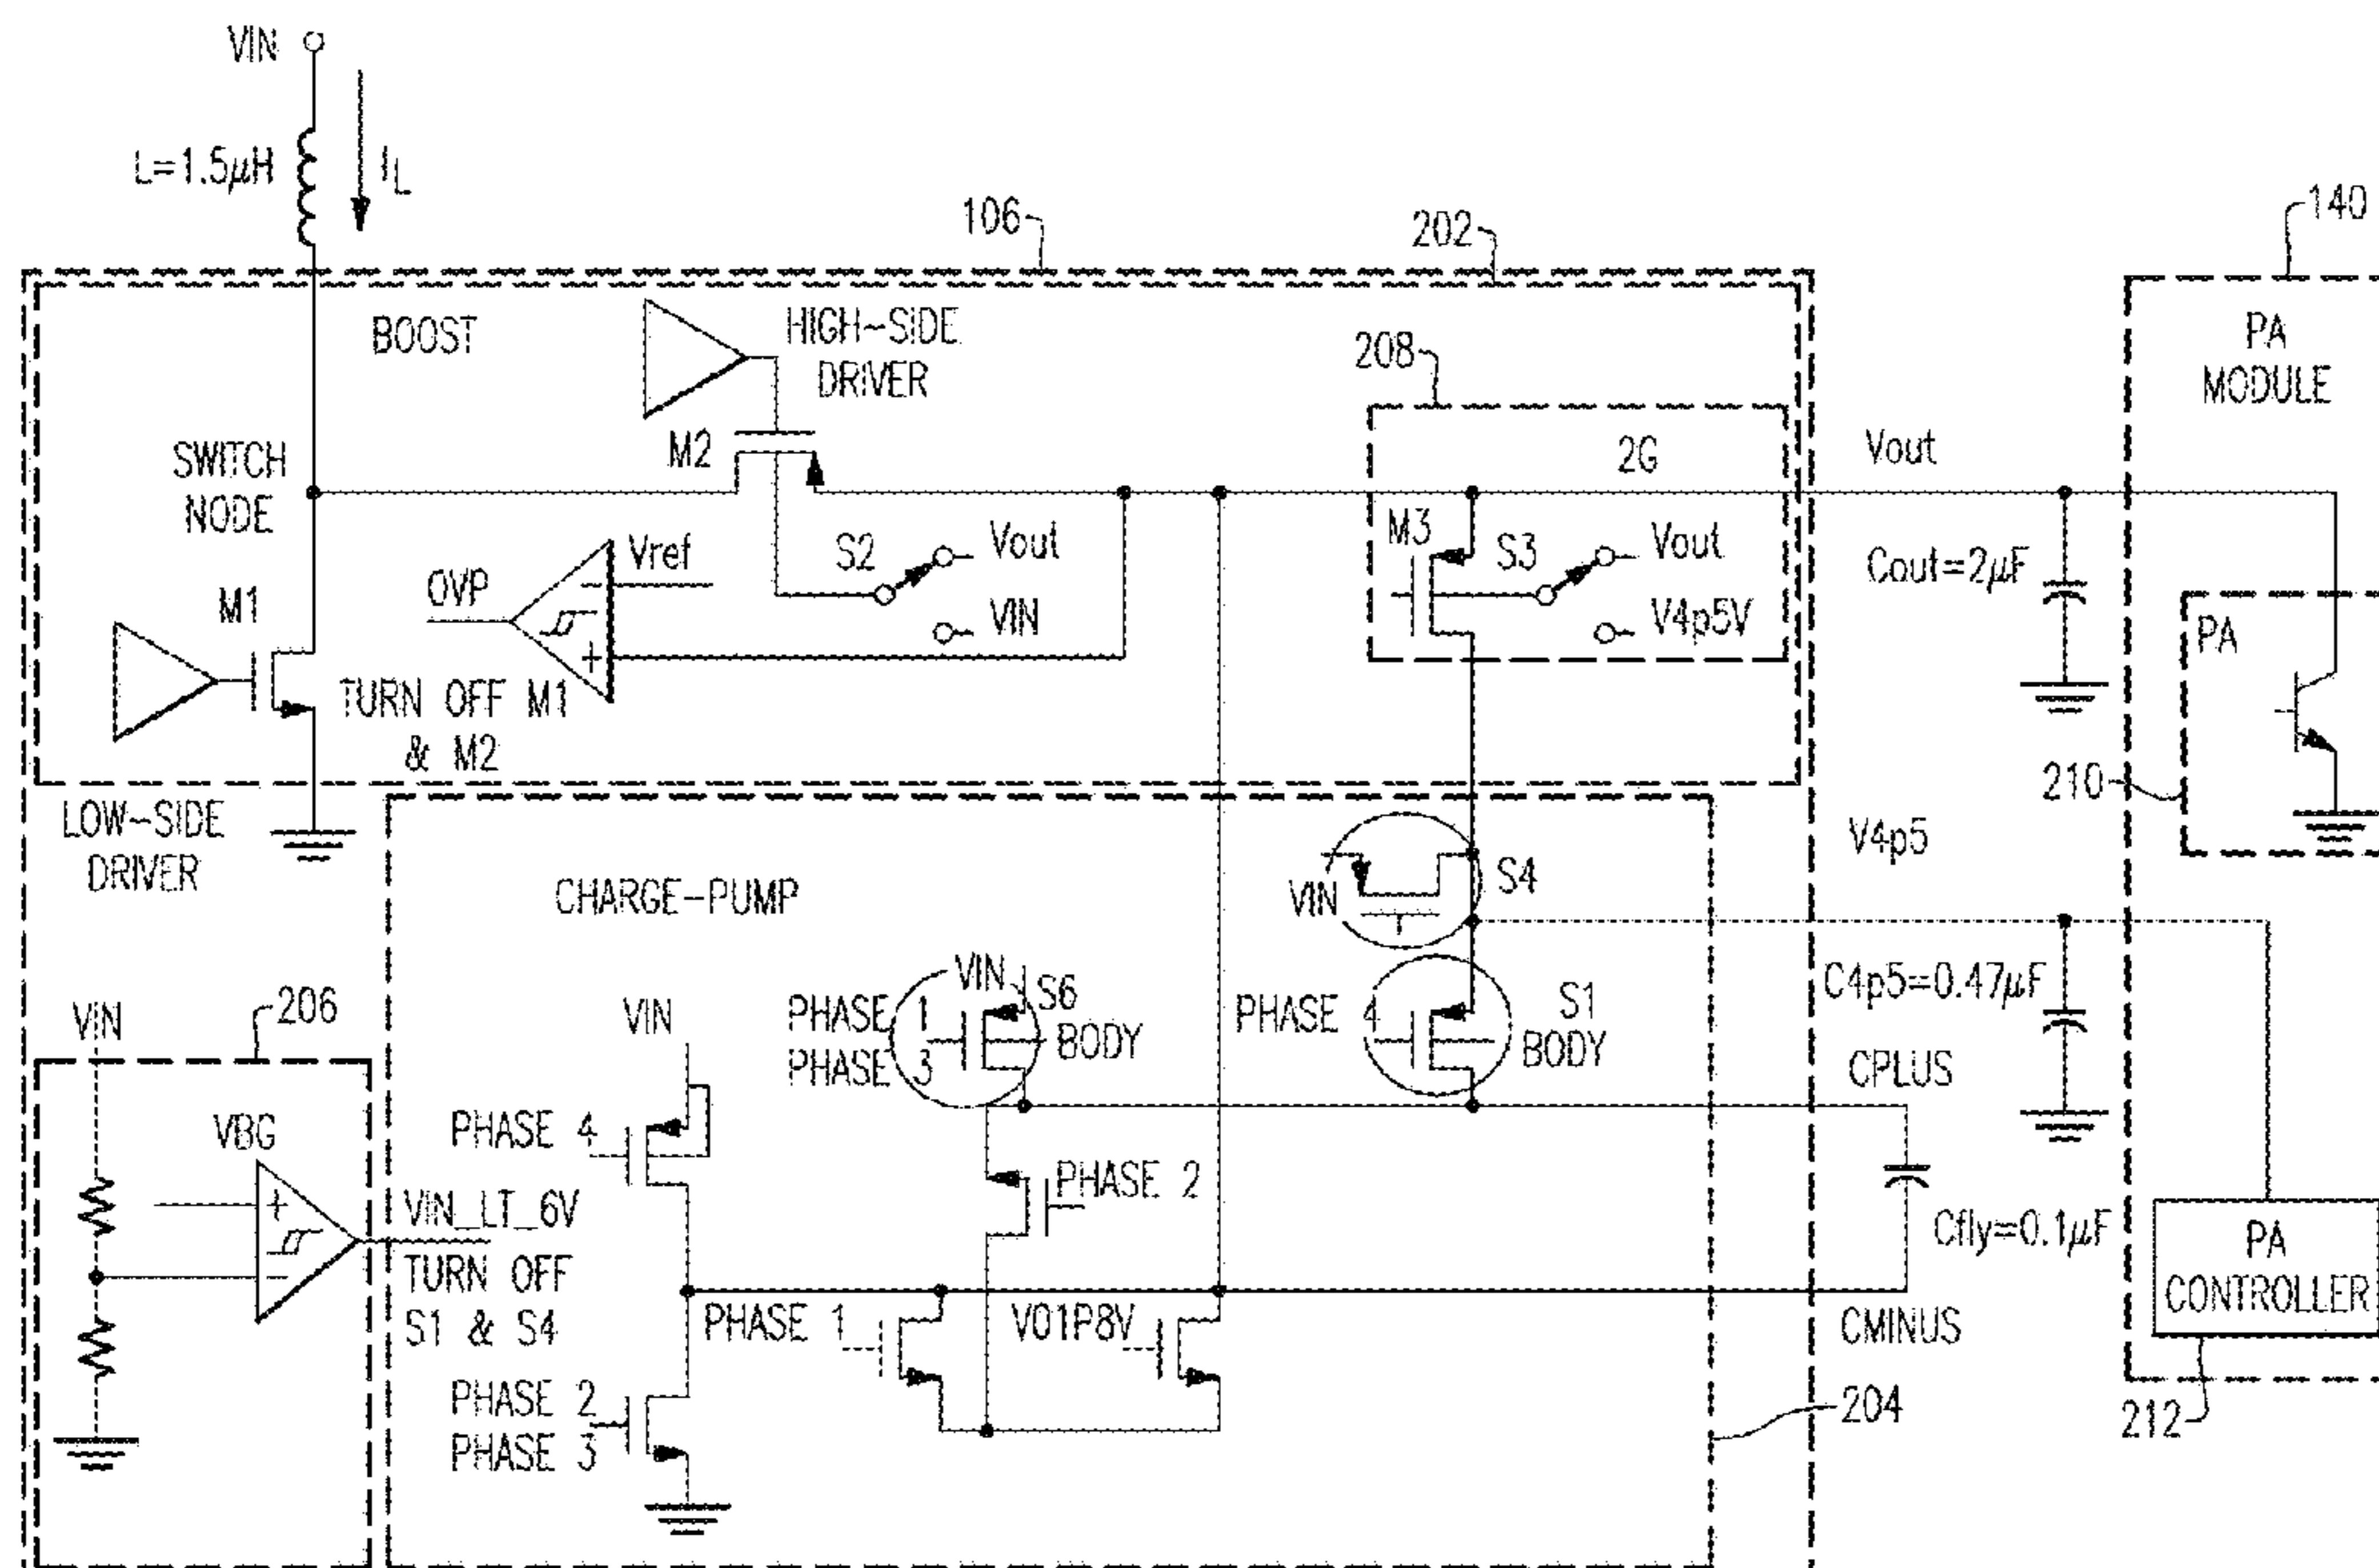 VIN
L=1.5μH
IL
106
202
140
BOOST
HIGH-SIDE
DRIVER
208
PA
MODULE
M2
2G
Vout
SWITCH
NODE
M3
Vref
S2
Vout
S3
Vout
Cout=2μF
OVP
M1
VIN
V4p5V
PA
TURN OFF M1
& M2
210
LOW-SIDE
DRIVER
V4p5
CHARGE-PUMP
VIN
S4
VIN
206
VIN
PHASE 1
PHASE 3
VIN
S6
BODY
PHASE 4
S1
BODY
C4p5=0.47μF
CPLUS
VBG
PHASE 4
PHASE 2
VIN_LT_6V
TURN OFF
S1 & S4
Cfly=0.1μF
PA
CONTROLLER
PHASE 1
V01P8V
CMINUS
PHASE 2
PHASE 3
204
212